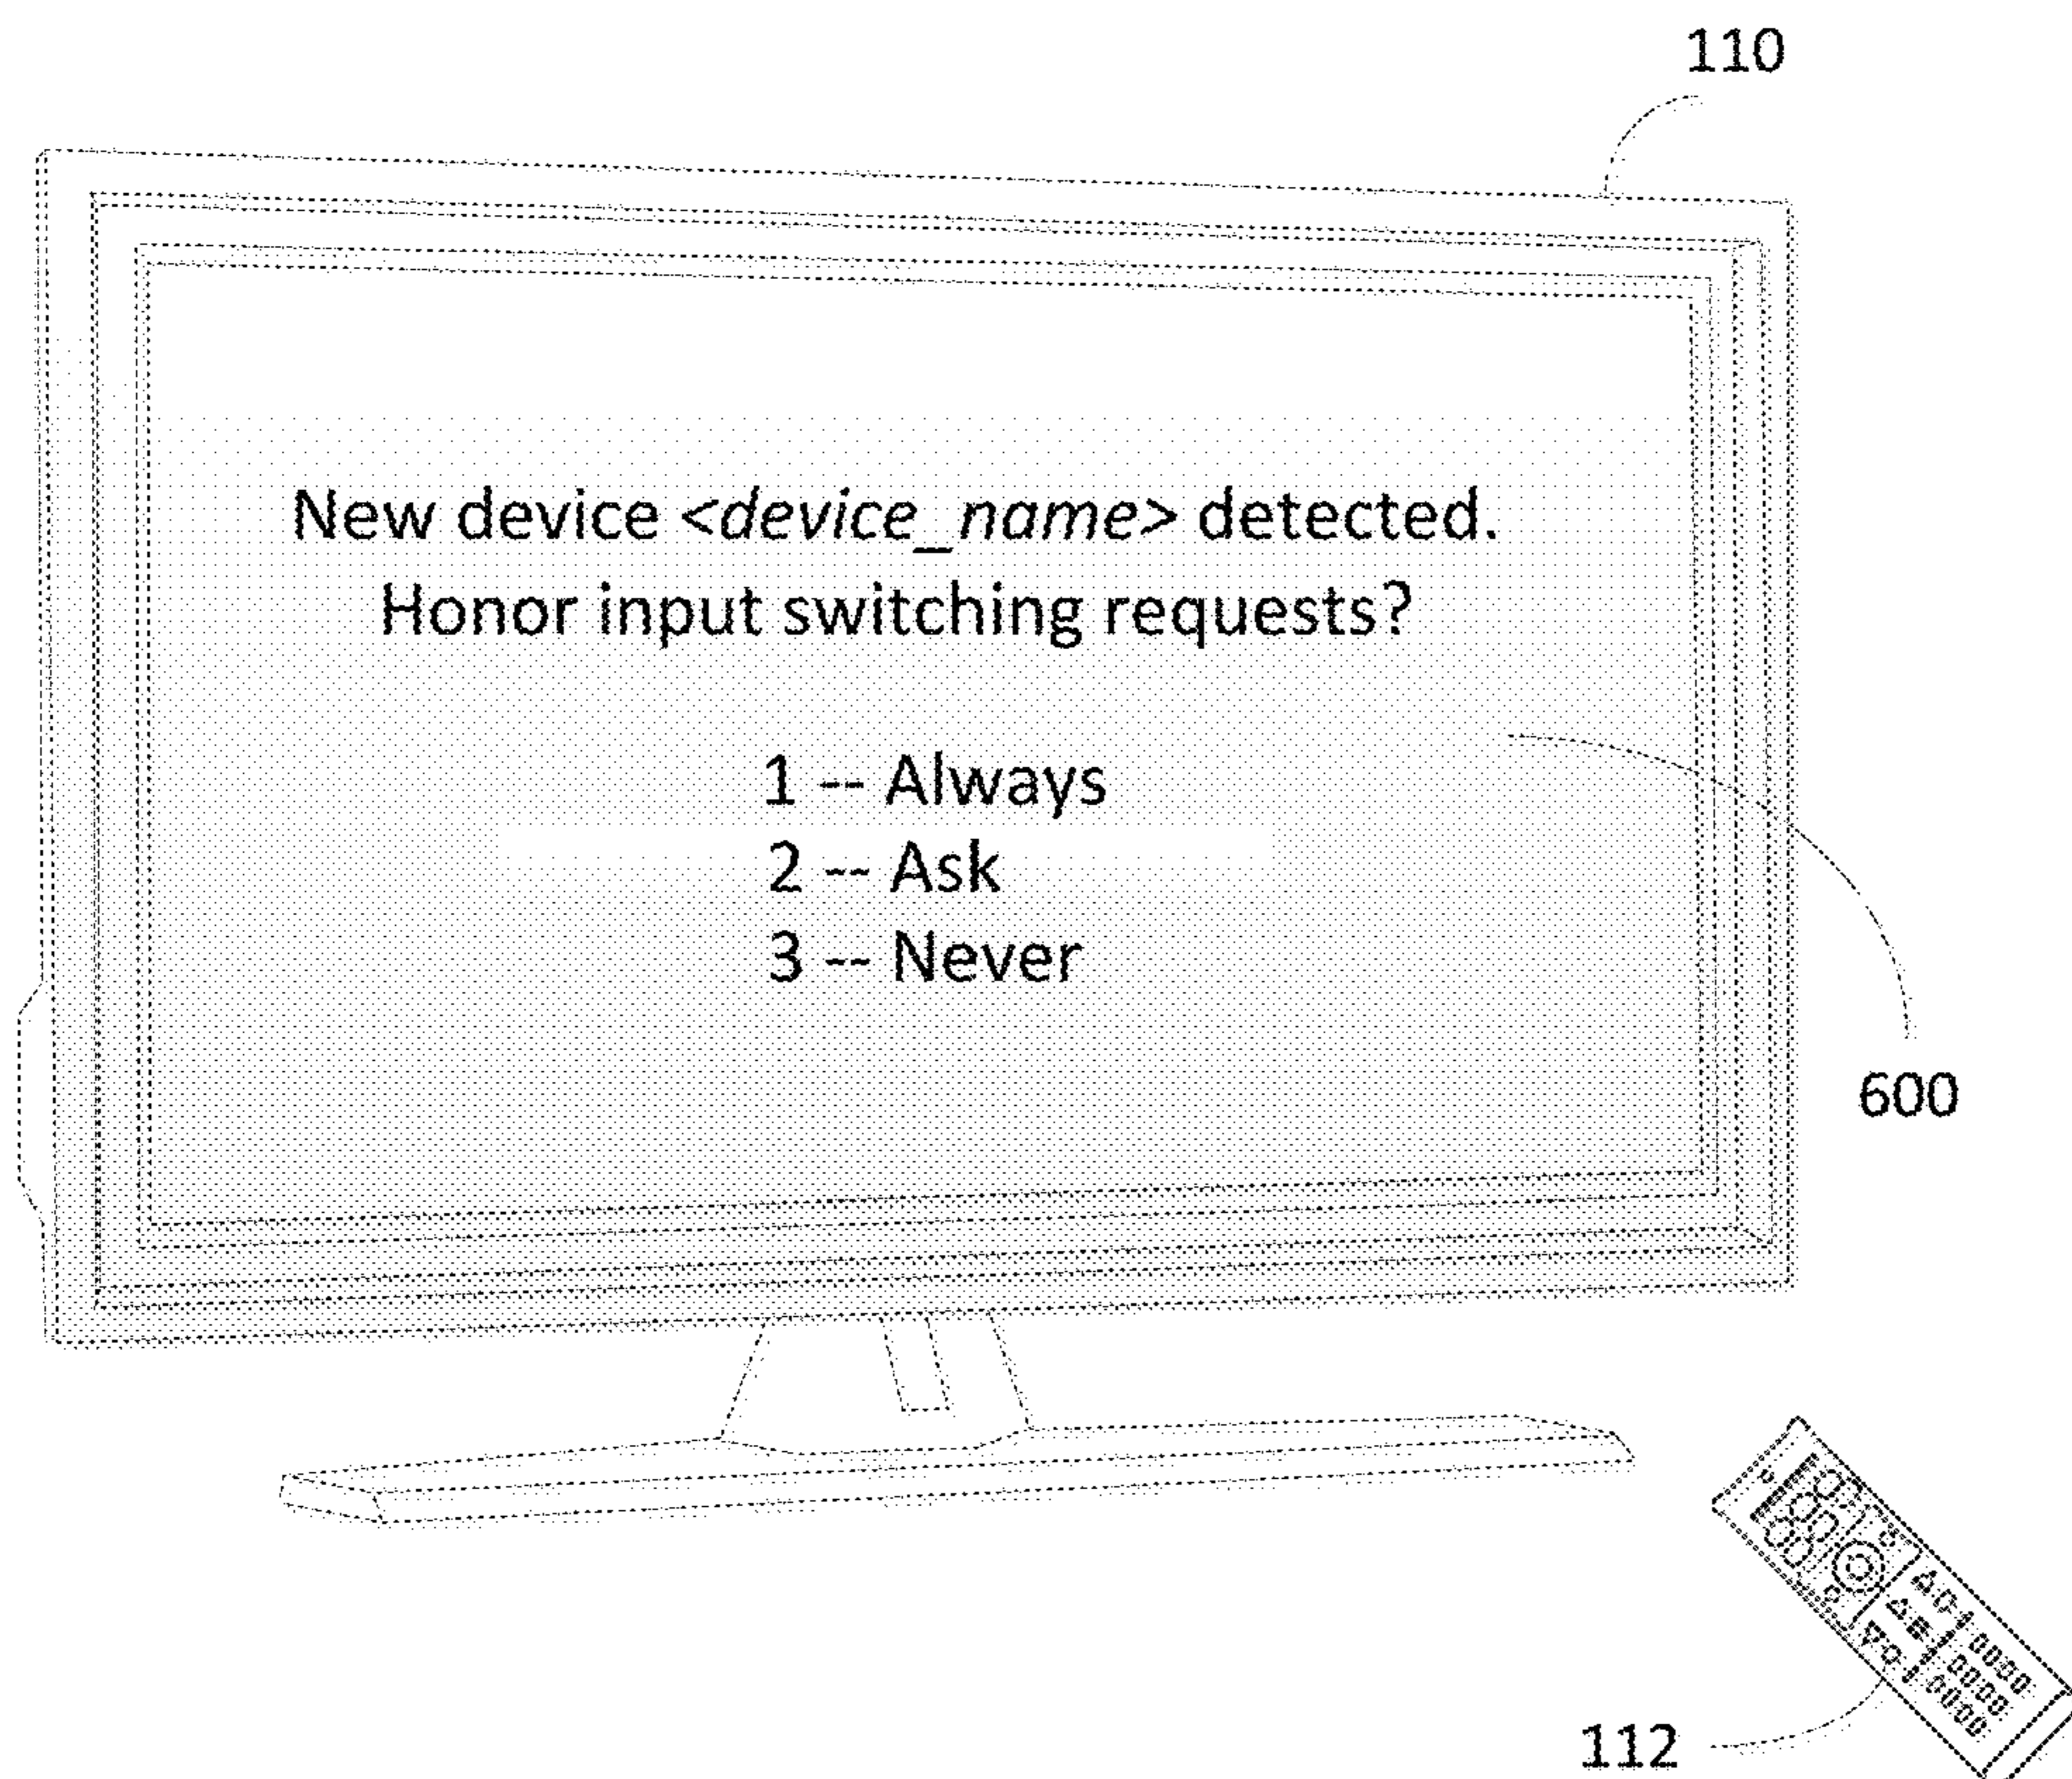 110
New device <device_name> detected.
Honor input switching requests?
1 -- Always
2 -- Ask
3 -- Never
600
112